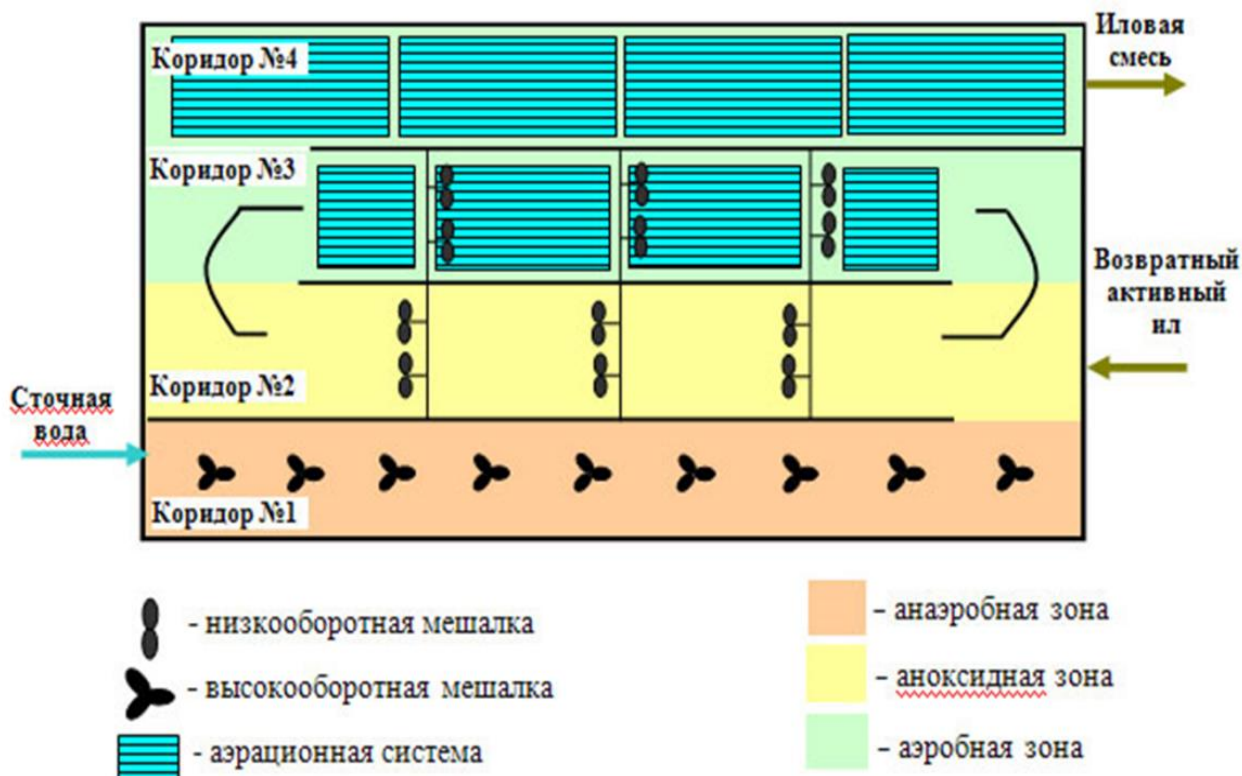 Коридор №4
Иловая
смесь
Коридор №3
Возвратный
активный
ил
Коридор №2
Сточная
вода
Коридор №1
- низкооборотная мешалка
- высокооборотная мешалка
- аэрационная система
– анаэробная зона
– аноксидная зона
– аэробная зона